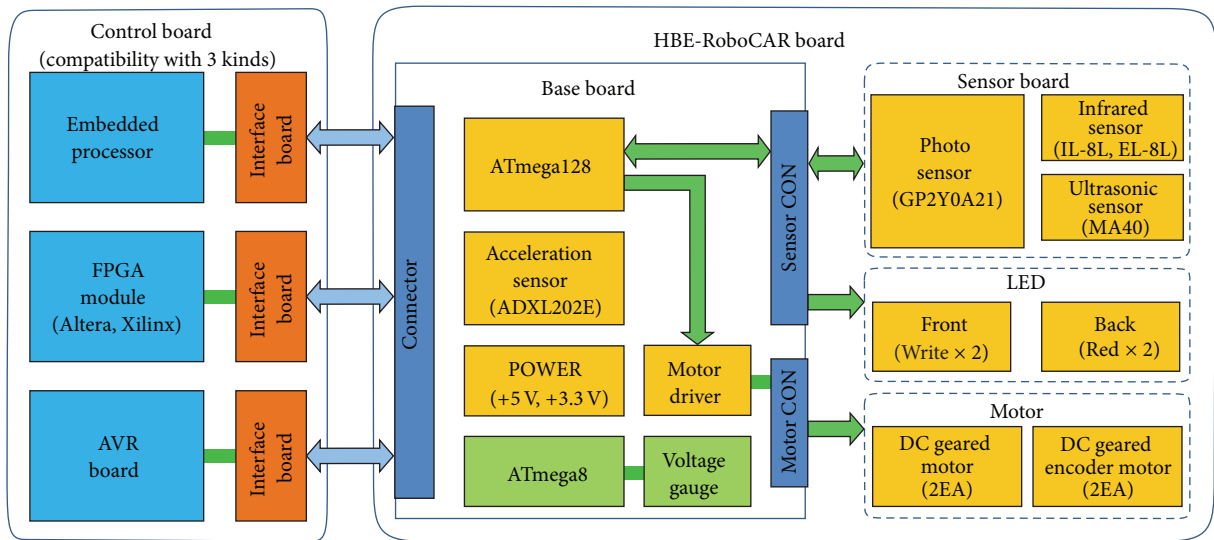 Control board
(compatibility with 3 kinds)
Embedded
processor
Interface
board
FPGA
module
(Altera, Xilinx)
Interface
board
AVR
board
Interface
board
HBE-RoboCAR board
Connector
Base board
ATmega128
Acceleration
sensor
(ADXL202E)
POWER
(+5 V, +3.3 V)
Motor
driver
ATmega8
Voltage
gauge
Sensor CON
Motor CON
Sensor board
Photo
sensor
(GP2Y0A21)
Infrared
sensor
(IL-8L, EL-8L)
Ultrasonic
sensor
(MA40)
LED
Front
(Write × 2)
Back
(Red × 2)
Motor
DC geared
motor
(2EA)
DC geared
encoder motor
(2EA)